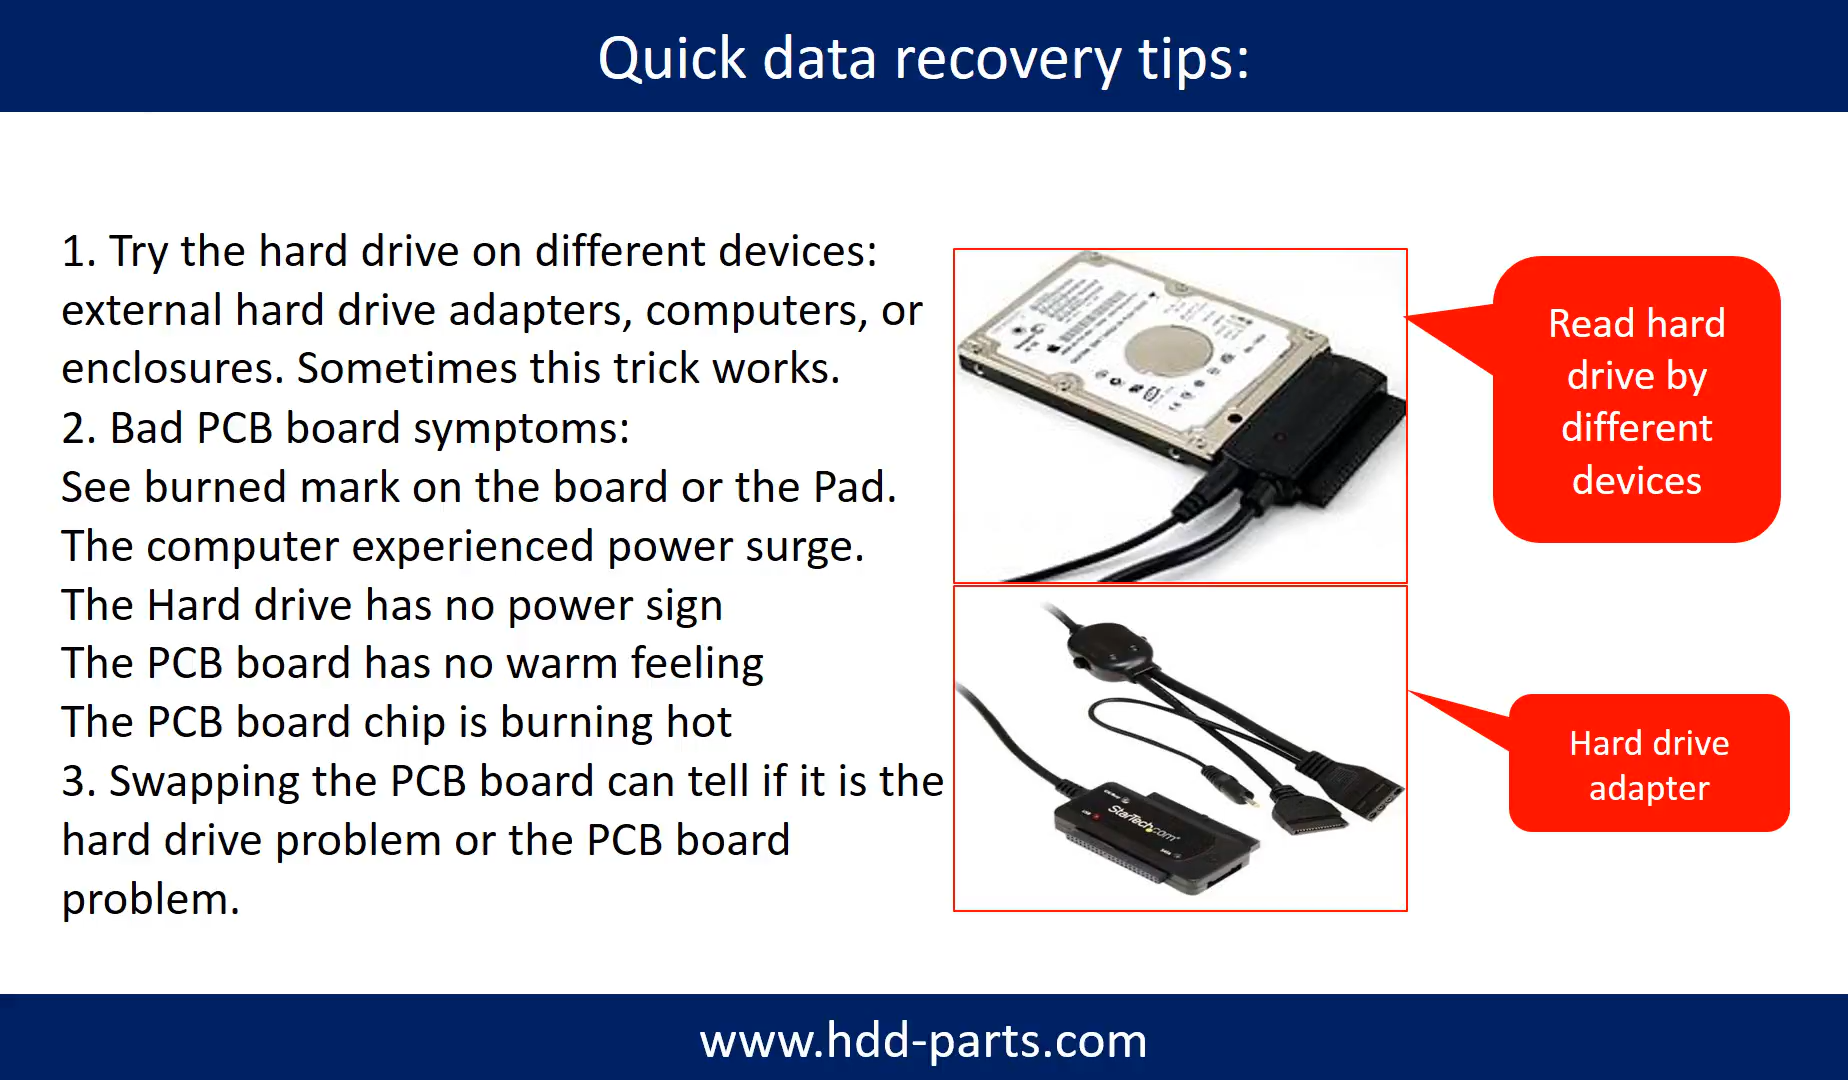 Quick data recovery tips:
1. Try the hard drive on different devices:
external hard drive adapters, computers, or
enclosures. Sometimes this trick works.
2. Bad PCB board symptoms:
See burned mark on the board or the Pad.
The computer experienced power surge.
The Hard drive has no power sign
The PCB board has no warm feeling
The PCB board chip is burning hot
3. Swapping the PCB board can tell if it is the
hard drive problem or the PCB board
problem.
Read hard
drive by
different
devices
StarTech.com
Hard drive
adapter
www.hdd-parts.com